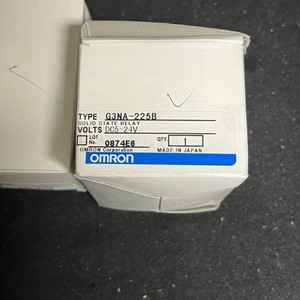 TYPE G3NA-225B
SOLID STATE RELAY
VOLTS DC5-24V
LOT No. 0874E6 QTY. 1
OMRON Corporation MADE IN JAPAN
OMRON